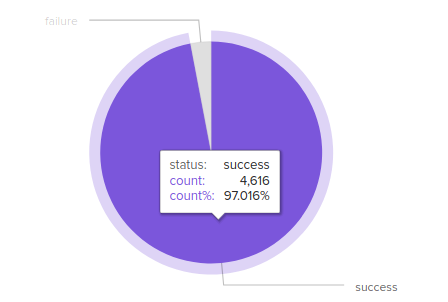 failure
status: success
count: 4,616
count%: 97.016%
success